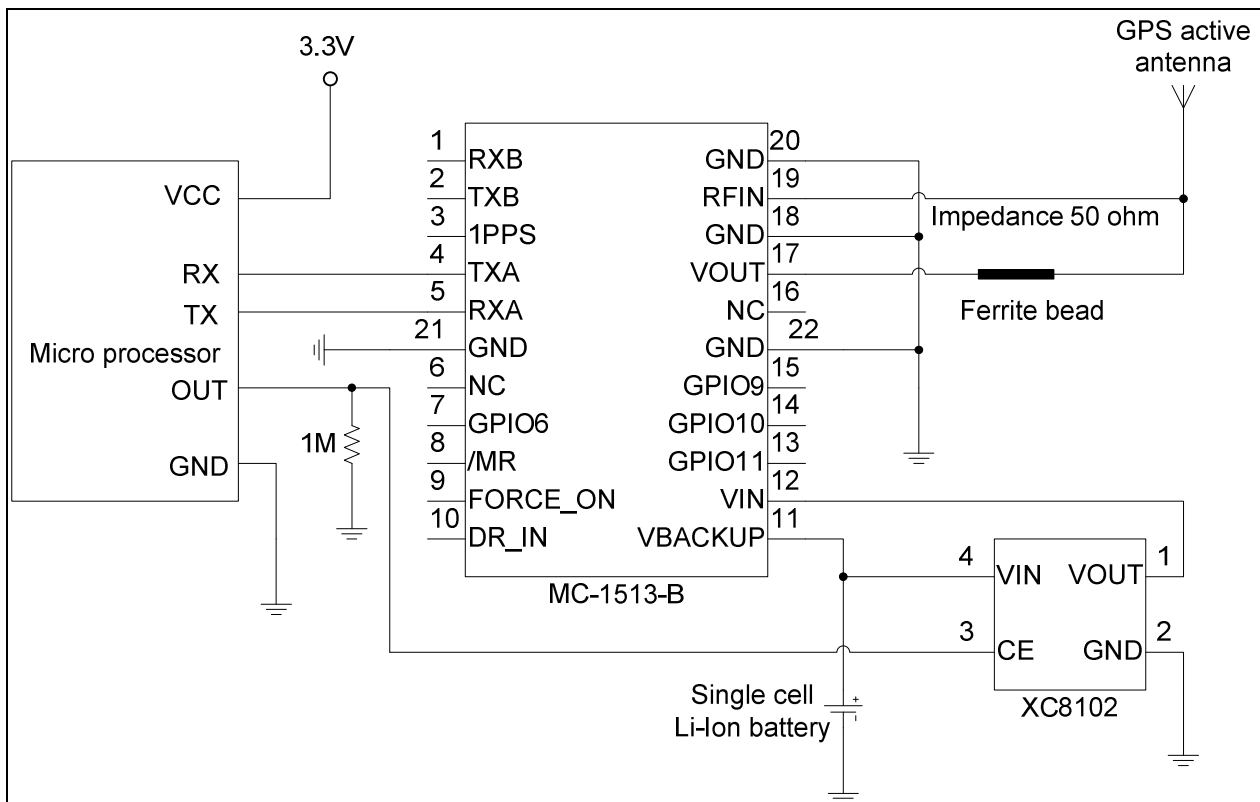 3.3V
GPS active
antenna
VCC
RX
TX
Micro processor
OUT
GND
1M
1
RXB
2
TXB
3
1PPS
4
TXA
5
RXA
21
GND
6
NC
7
GPIO6
8
/MR
9
FORCE_ON
10
DR_IN
20
GND
19
RFIN
18
GND
17
VOUT
16
NC
22
GND
15
GPIO9
14
GPIO10
13
GPIO11
12
VIN
11
VBACKUP
MC-1513-B
Impedance 50 ohm
Ferrite bead
4
VIN
3
CE
1
VOUT
2
GND
XC8102
Single cell
Li-Ion battery
+
-